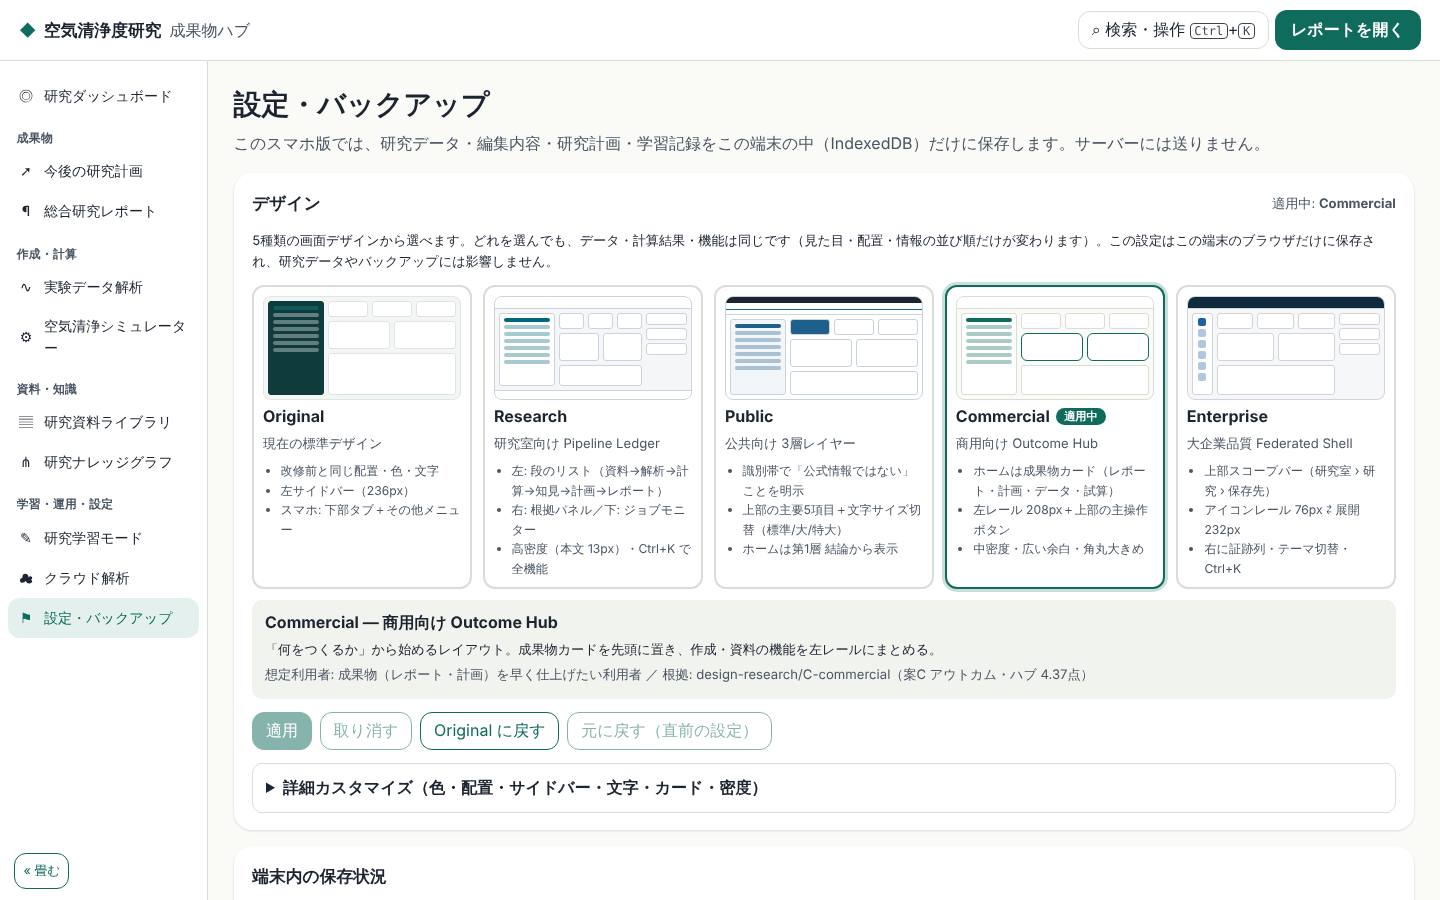 ◆ 空気清浄度研究 成果物ハブ
⌕ 検索・操作 Ctrl+K
レポートを開く
◎ 研究ダッシュボード
成果物
↗ 今後の研究計画
¶ 総合研究レポート
作成・計算
∿ 実験データ解析
⚙ 空気清浄シミュレータ
ー
資料・知識
▤ 研究資料ライブラリ
⋔ 研究ナレッジグラフ
学習・運用・設定
✎ 研究学習モード
☁ クラウド解析
⚑ 設定・バックアップ
« 畳む
設定・バックアップ
このスマホ版では、研究データ・編集内容・研究計画・学習記録をこの端末の中（IndexedDB）だけに保存します。サーバーには送りません。
デザイン
適用中: Commercial
5種類の画面デザインから選べます。どれを選んでも、データ・計算結果・機能は同じです（見た目・配置・情報の並び順だけが変わります）。この設定はこの端末のブラウザだけに保存さ
れ、研究データやバックアップには影響しません。
Original
現在の標準デザイン
• 改修前と同じ配置・色・文字
• 左サイドバー（236px）
• スマホ: 下部タブ＋その他メニュ
ー
Research
研究室向け Pipeline Ledger
• 左: 段のリスト（資料→解析→計
算→知見→計画→レポート）
• 右: 根拠パネル／下: ジョブモニ
ター
• 高密度（本文 13px）・Ctrl+K で
全機能
Public
公共向け 3層レイヤー
• 識別帯で「公式情報ではない」
ことを明示
• 上部の主要5項目＋文字サイズ切
替（標準/大/特大）
• ホームは第1層 結論から表示
Commercial 適用中
商用向け Outcome Hub
• ホームは成果物カード（レポー
ト・計画・データ・試算）
• 左レール 208px＋上部の主操作
ボタン
• 中密度・広い余白・角丸大きめ
Enterprise
大企業品質 Federated Shell
• 上部スコープバー（研究室 › 研
究 › 保存先）
• アイコンレール 76px ⇄ 展開
232px
• 右に証跡列・テーマ切替・
Ctrl+K
Commercial — 商用向け Outcome Hub
「何をつくるか」から始めるレイアウト。成果物カードを先頭に置き、作成・資料の機能を左レールにまとめる。
想定利用者: 成果物（レポート・計画）を早く仕上げたい利用者 ／ 根拠: design-research/C-commercial（案C アウトカム・ハブ 4.37点）
適用
取り消す
Original に戻す
元に戻す（直前の設定）
▶ 詳細カスタマイズ（色・配置・サイドバー・文字・カード・密度）
端末内の保存状況